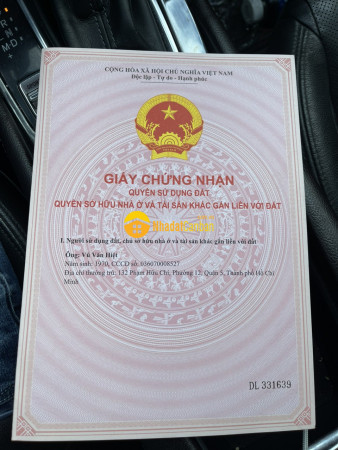 CỘNG HÒA XÃ HỘI CHỦ NGHĨA VIỆT NAM
Độc lập - Tự do - Hạnh phúc
GIẤY CHỨNG NHẬN
QUYỀN SỬ DỤNG ĐẤT
QUYỀN SỞ HỮU NHÀ Ở VÀ TÀI SẢN KHÁC GẮN LIỀN VỚI ĐẤT
I. Người sử dụng đất, chủ sở hữu nhà ở và tài sản khác gắn liền với đất
Ông: Vũ Văn Hiệt
Năm sinh: 1970, CCCD số: 036070008527
Địa chỉ thường trú: 132 Phạm Hữu Chí, Phường 12, Quận 5, Thành phố Hồ Chí
Minh
DL 331639